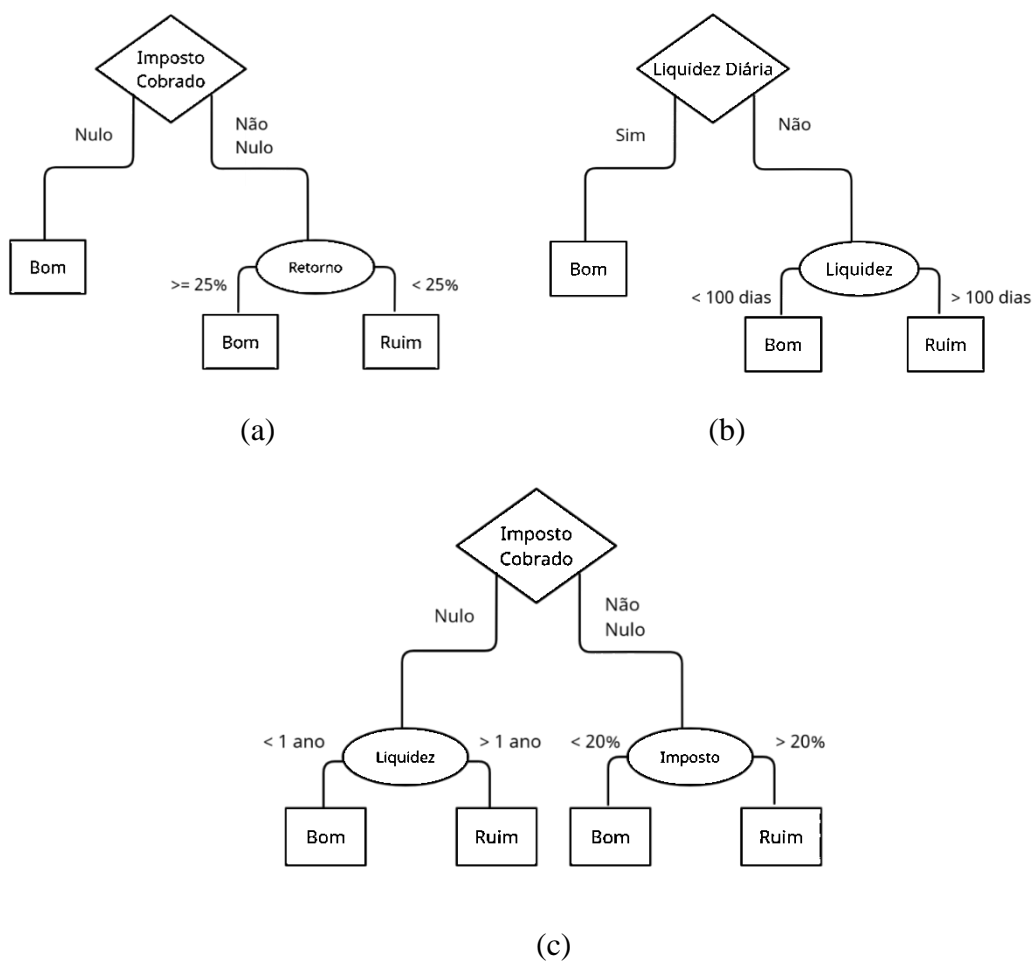 Imposto
Cobrado
Nulo
Não
Nulo
Bom
Retorno
>= 25%
< 25%
Bom
Ruim
(a)
Liquidez Diária
Sim
Não
Bom
Liquidez
< 100 dias
> 100 dias
Bom
Ruim
(b)
Imposto
Cobrado
Nulo
Não
Nulo
< 1 ano
Liquidez
> 1 ano
< 20%
Imposto
> 20%
Bom
Ruim
Bom
Ruim
(c)